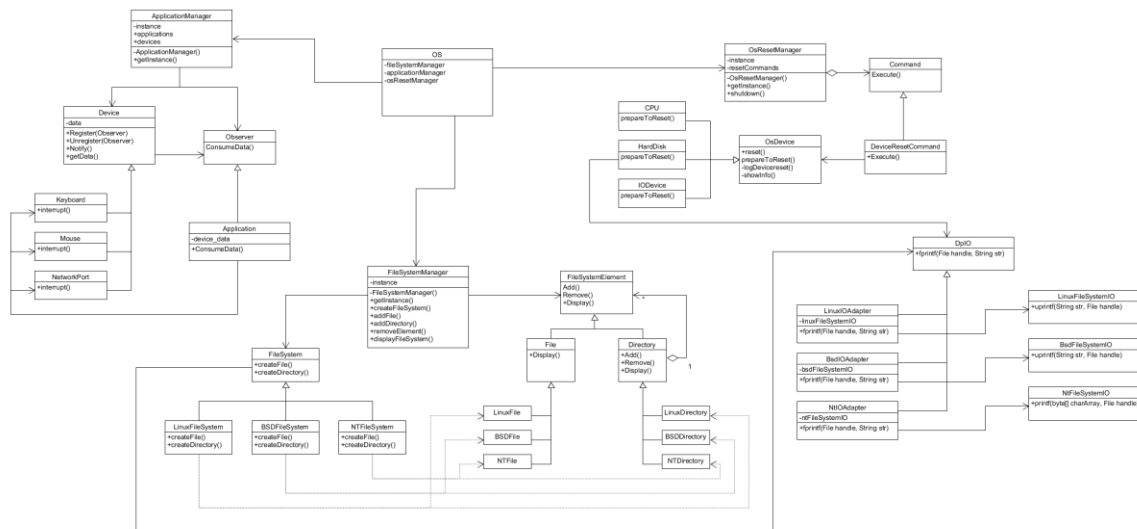 ApplicationManager
-instance
+applications
+devices
-ApplicationManager()
+getInstance()
OS
-fileSystemManager
-applicationManager
-osResetManager
OsResetManager
-instance
-resetCommands
-OsResetManager()
+getInstance()
+shutdown()
Command
Execute()
Device
-data
+Register(Observer)
+Unregister(Observer)
+Notify()
+getData()
Observer
ConsumeData()
CPU
prepareToReset()
HardDisk
prepareToReset()
IODevice
prepareToReset()
OsDevice
+reset()
prepareToReset()
-logDevicereset()
-showInfo()
DeviceResetCommand
+Execute()
Keyboard
+interrupt()
Mouse
+interrupt()
NetworkPort
+interrupt()
Application
-device_data
+ConsumeData()
DpIO
+fprintf(File handle, String str)
FileSystemManager
-instance
-FileSystemManager()
+getInstance()
+createFileSystem()
+addFile()
+addDirectory()
+removeElement()
+displayFileSystem()
FileSystemElement
Add()
Remove()
+Display()
*
File
+Display()
Directory
+Add()
+Remove()
+Display()
1
LinuxIOAdapter
-linuxFileSystemIO
+fprintf(File handle, String str)
BsdIOAdapter
-bsdFileSystemIO
+fprintf(File handle, String str)
NtIOAdapter
-ntFileSystemIO
+fprintf(File handle, String str)
LinuxFileSystemIO
+uprintf(String str, File handle)
BsdFileSystemIO
+uprintf(String str, File handle)
NtFileSystemIO
+printf(byte[] charArray, File handle)
FileSystem
+createFile()
+createDirectory()
LinuxFileSystem
+createFile()
+createDirectory()
BSDFileSystem
+createFile()
+createDirectory()
NTFileSystem
+createFile()
+createDirectory()
LinuxFile
BSDFile
NTFile
LinuxDirectory
BSDDirectory
NTDirectory